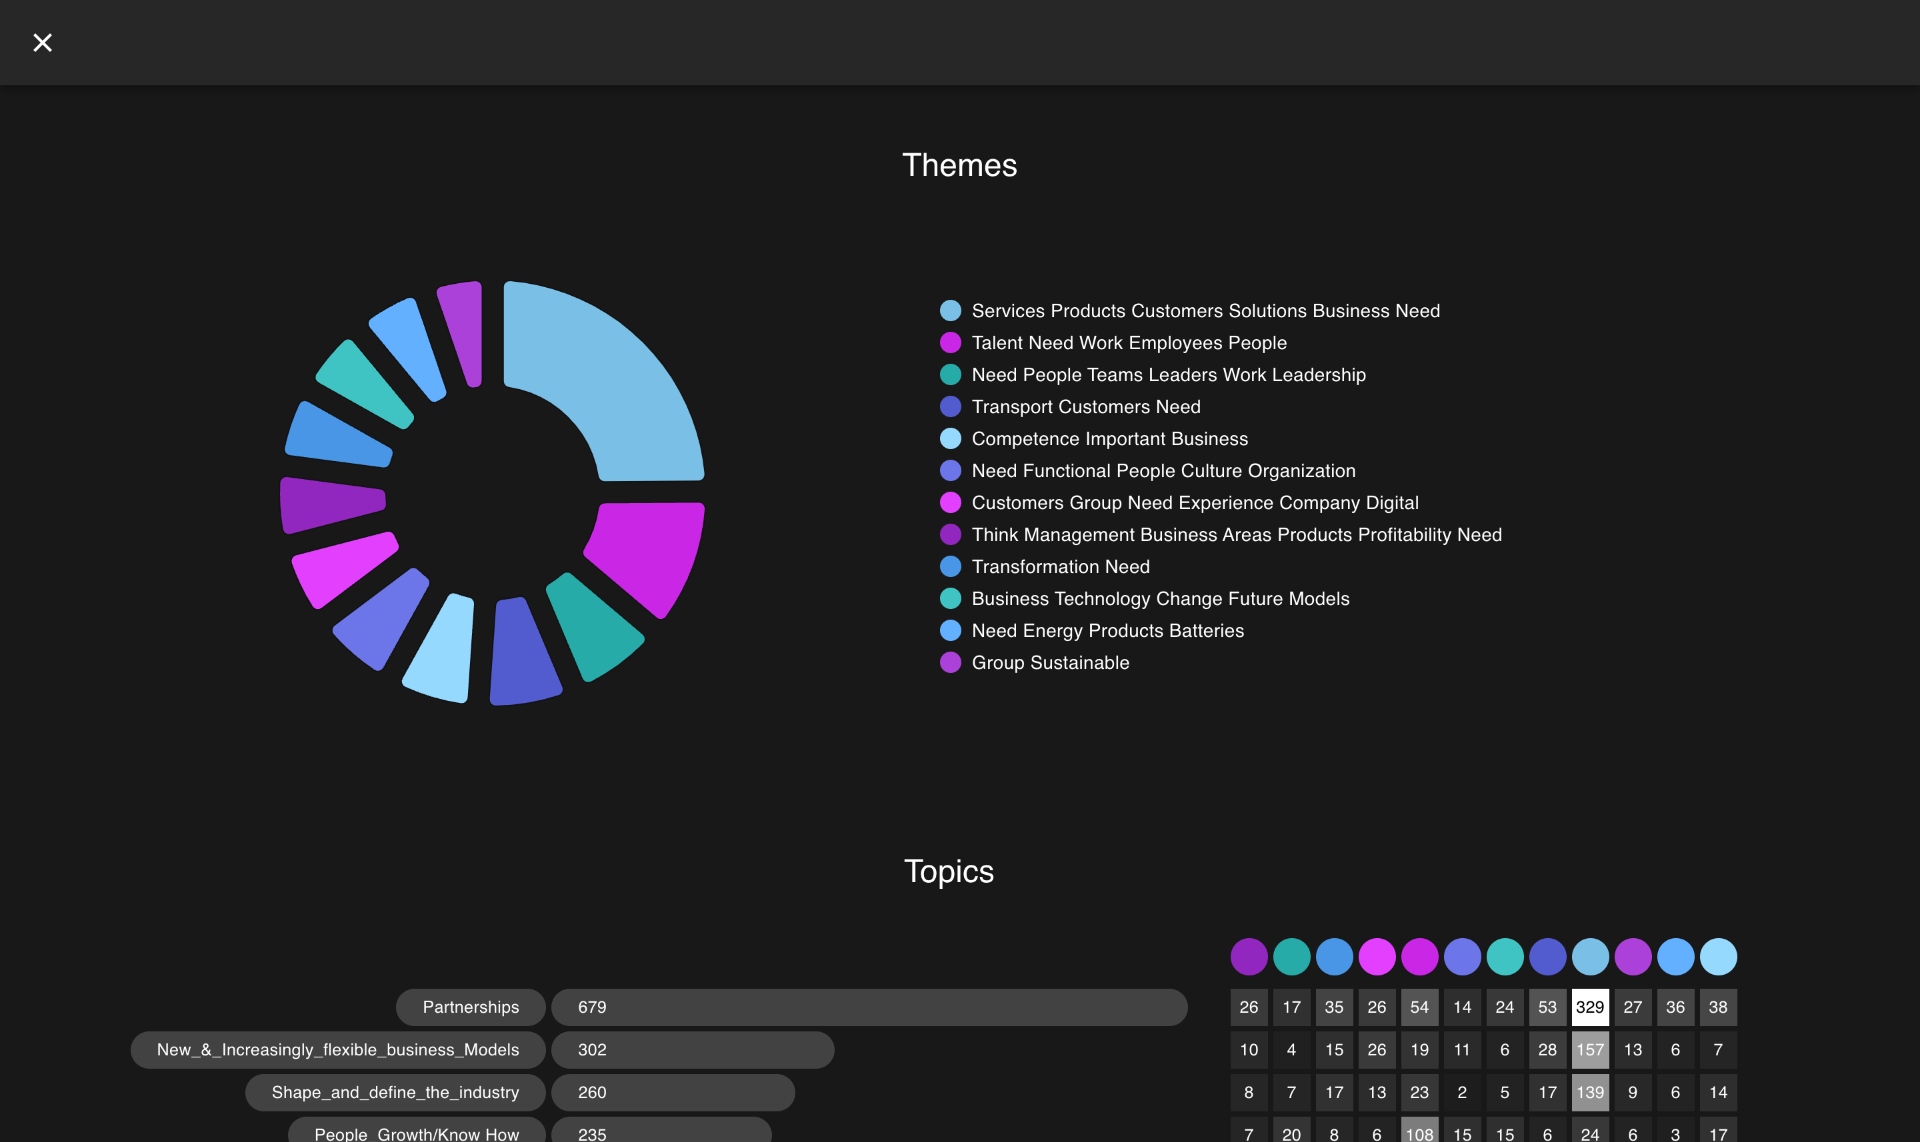 Themes
Services Products Customers Solutions Business Need
Talent Need Work Employees People
Need People Teams Leaders Work Leadership
Transport Customers Need
Competence Important Business
Need Functional People Culture Organization
Customers Group Need Experience Company Digital
Think Management Business Areas Products Profitability Need
Transformation Need
Business Technology Change Future Models
Need Energy Products Batteries
Group Sustainable
Topics
Partnerships 679 26 17 35 26 54 14 24 53 329 27 36 38
New_&_Increasingly_flexible_business_Models 302 10 4 15 26 19 11 6 28 157 13 6 7
Shape_and_define_the_industry 260 8 7 17 13 23 2 5 17 139 9 6 14
People_Growth/Know How 235 7 20 8 6 108 15 15 6 24 6 3 17